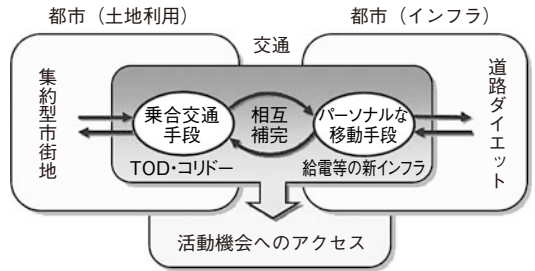 都市（土地利用）
都市（インフラ）
交通
集約型市街地
乗合交通
手段
相互
補完
パーソナルな
移動手段
道路ダイエット
TOD・コリドー
給電等の新インフラ
活動機会へのアクセス